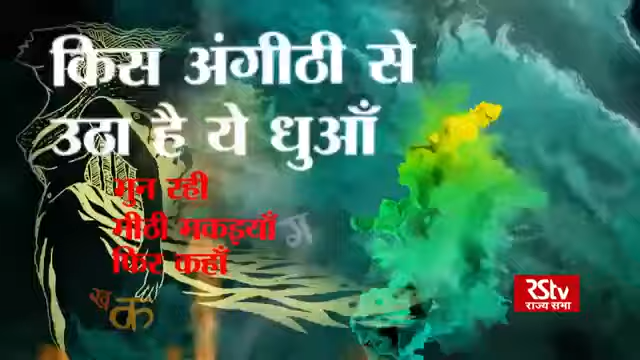 किस अंगीठी से
उठा है ये धुआँ
भुन रही
मीठी मकइयाँ
फिर कहाँ
ग
ख
क
RSTV
राज्य सभा